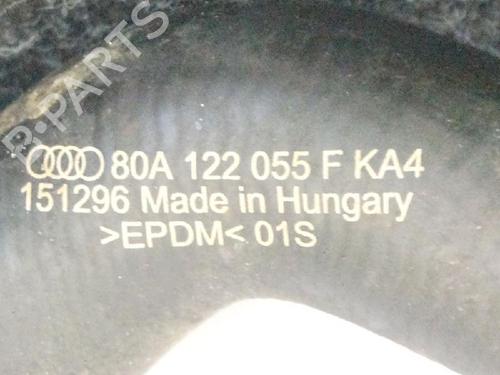 B-PARTS
80A 122 055 F KA4
151296 Made in Hungary
>EPDM< 01S